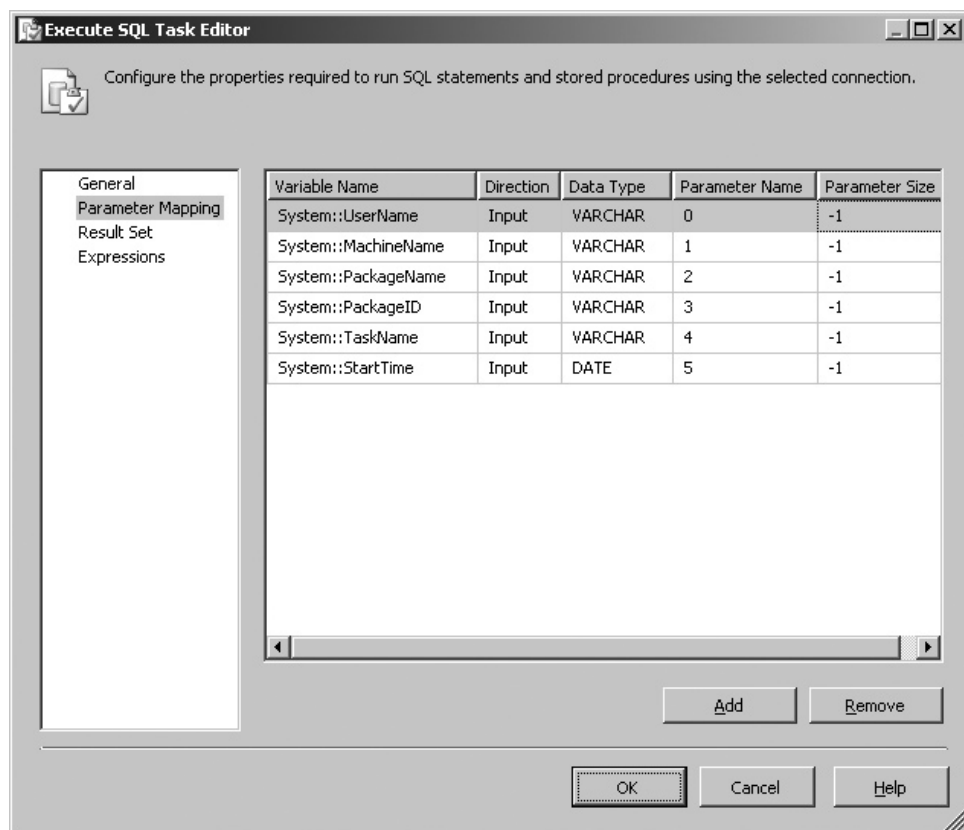 Execute SQL Task Editor
Configure the properties required to run SQL statements and stored procedures using the selected connection.
General
Parameter Mapping
Result Set
Expressions
Variable Name Direction Data Type Parameter Name Parameter Size
System::UserName Input VARCHAR 0 -1
System::MachineName Input VARCHAR 1 -1
System::PackageName Input VARCHAR 2 -1
System::PackageID Input VARCHAR 3 -1
System::TaskName Input VARCHAR 4 -1
System::StartTime Input DATE 5 -1
Add Remove
OK Cancel Help